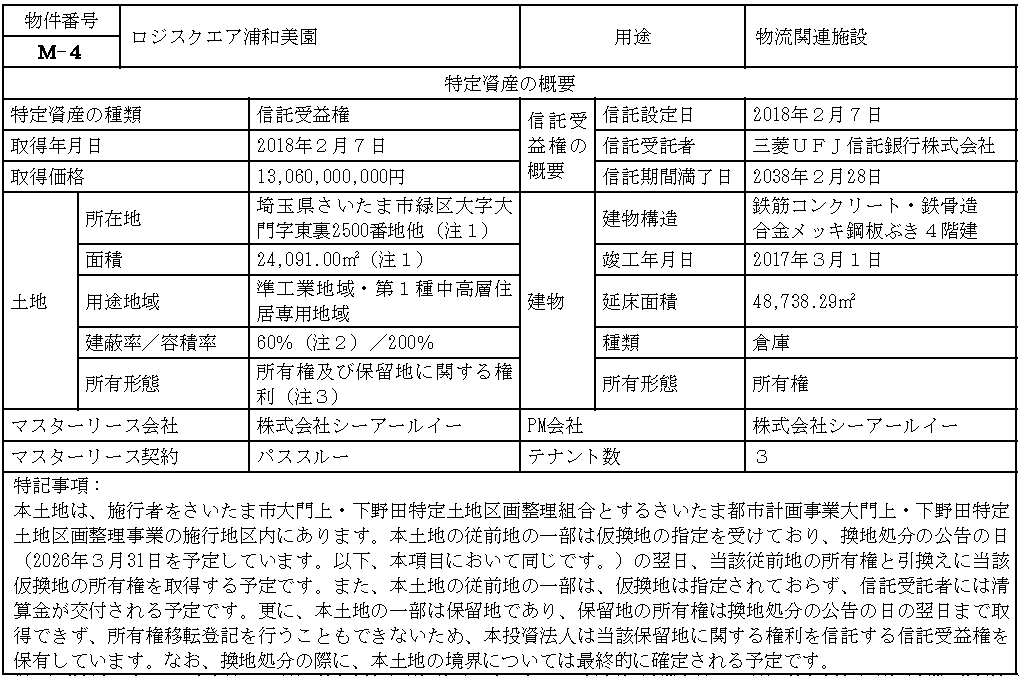 物件番号
M-4
ロジスクエア浦和美園
用途
物流関連施設
特定資産の概要
特定資産の種類
信託受益権
信託受益権の概要
信託設定日
2018年2月7日
取得年月日
2018年2月7日
信託受託者
三菱UFJ信託銀行株式会社
取得価格
13,060,000,000円
信託期間満了日
2038年2月28日
土地
所在地
埼玉県さいたま市緑区大字大
門字東裏2500番地他（注1）
建物
建物構造
鉄筋コンクリート・鉄骨造
合金メッキ鋼板ぶき4階建
面積
24,091.00㎡（注1）
竣工年月日
2017年3月1日
用途地域
準工業地域・第1種中高層住
居専用地域
延床面積
48,738.29㎡
建蔽率／容積率
60%（注2）／200%
種類
倉庫
所有形態
所有権及び保留地に関する権
利（注3）
所有形態
所有権
マスターリース会社
株式会社シーアールイー
PM会社
株式会社シーアールイー
マスターリース契約
パススルー
テナント数
3
特記事項：
本土地は、施行者をさいたま市大門上・下野田特定土地区画整理組合とするさいたま都市計画事業大門上・下野田特定
土地区画整理事業の施行地区内にあります。本土地の従前地の一部は仮換地の指定を受けており、換地処分の公告の日
（2026年3月31日を予定しています。以下、本項目において同じです。）の翌日、当該従前地の所有権と引換えに当該
仮換地の所有権を取得する予定です。また、本土地の従前地の一部は、仮換地は指定されておらず、信託受託者には清
算金が交付される予定です。更に、本土地の一部は保留地であり、保留地の所有権は換地処分の公告の日の翌日まで取
得できず、所有権移転登記を行うこともできないため、本投資法人は当該保留地に関する権利を信託する信託受益権を
保有しています。なお、換地処分の際に、本土地の境界については最終的に確定される予定です。